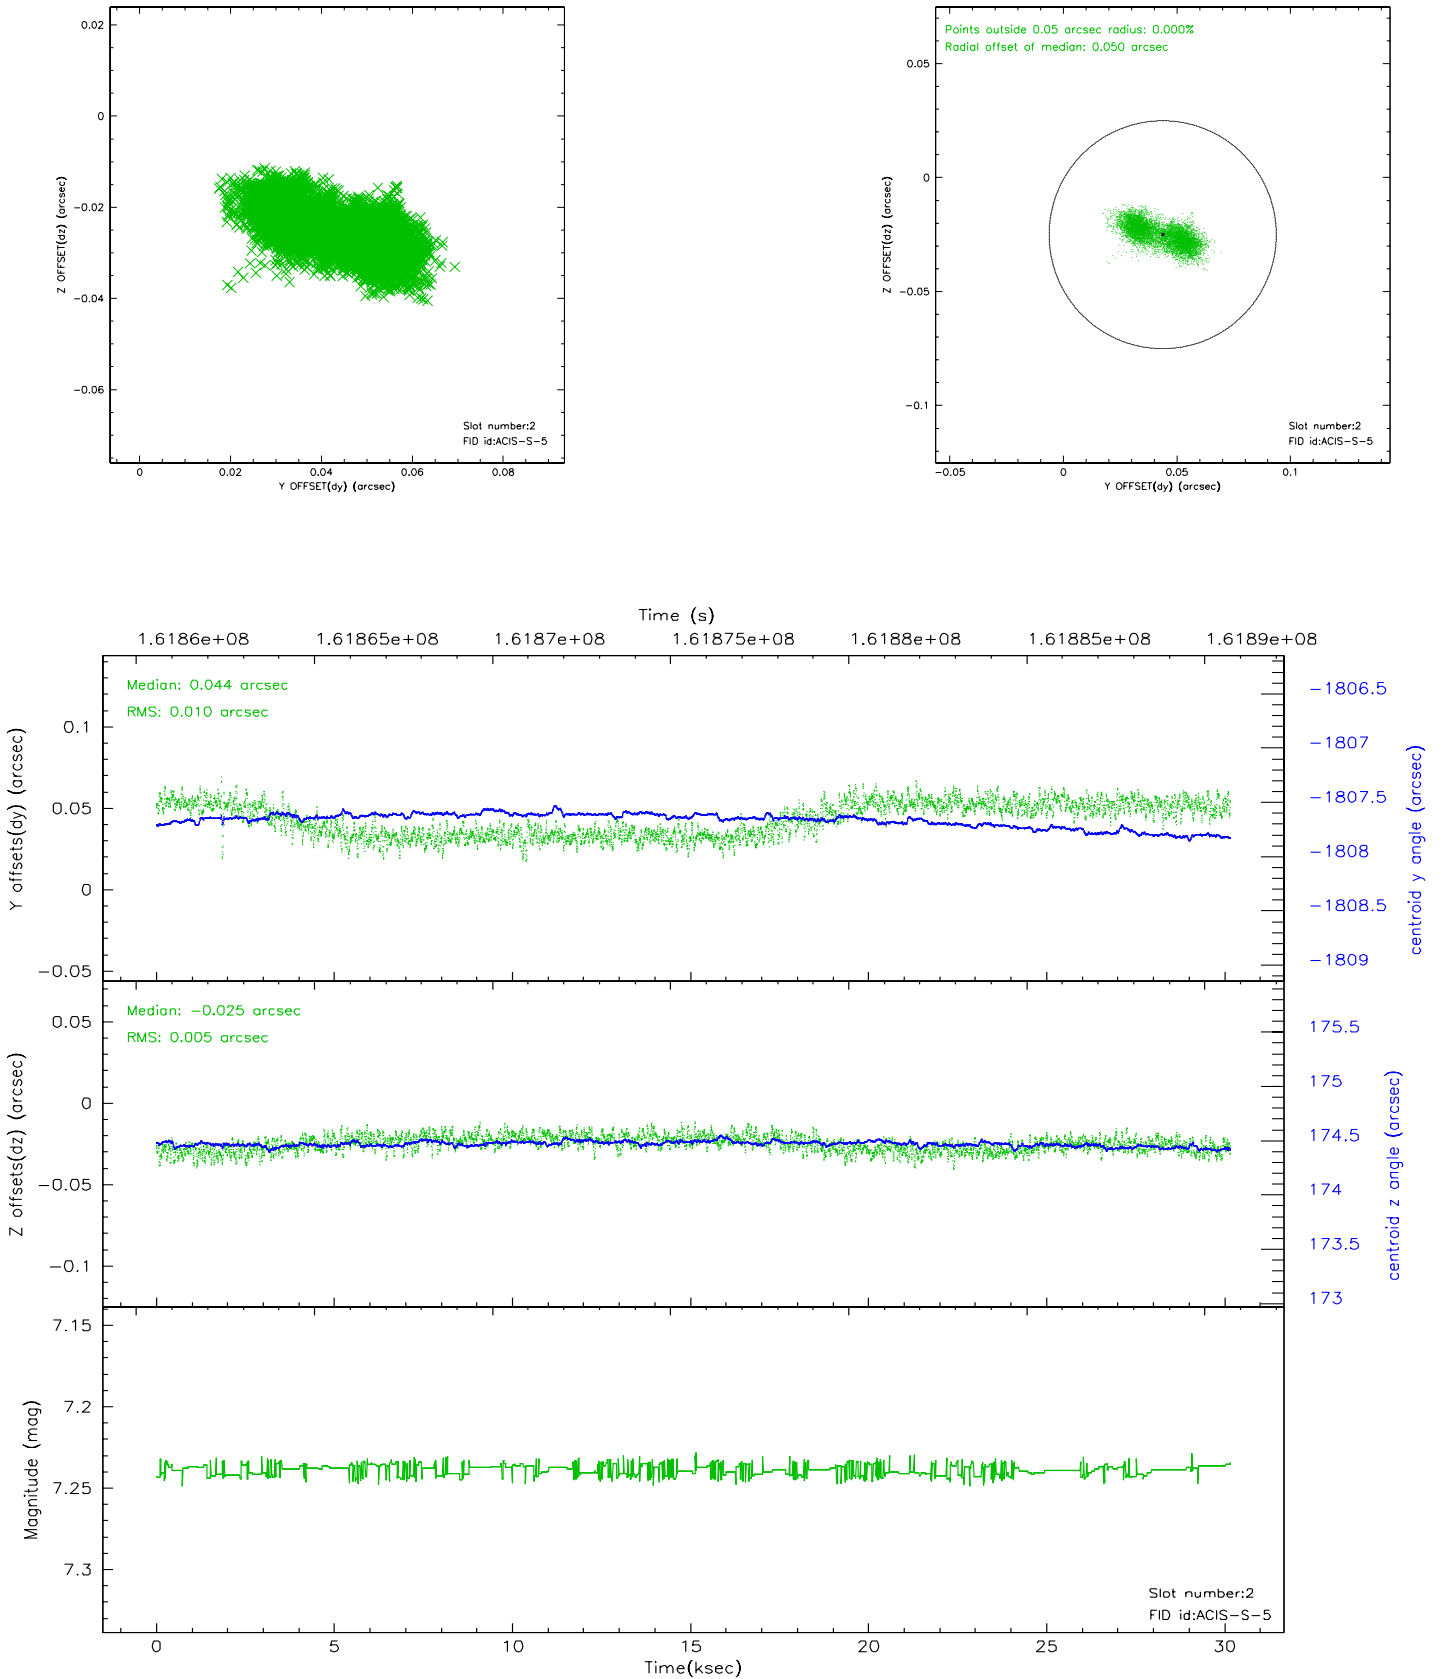 0.02
0
−0.02
−0.04
−0.06
Z OFFSET(dz) (arcsec)
Slot number:2
FID id:ACIS−S−5
0
0.02
0.04
0.06
0.08
Y OFFSET(dy) (arcsec)
Points outside 0.05 arcsec radius: 0.000%
Radial offset of median: 0.050 arcsec
0.05
0
−0.05
−0.1
Z OFFSET(dz) (arcsec)
Slot number:2
FID id:ACIS−S−5
−0.05
0
0.05
0.1
Y OFFSET(dy) (arcsec)
Time (s)
1.6186e+08
1.61865e+08
1.6187e+08
1.61875e+08
1.6188e+08
1.61885e+08
1.6189e+08
Median: 0.044 arcsec
RMS: 0.010 arcsec
0.1
0.05
0
−0.05
Y offsets(dy) (arcsec)
−1806.5
−1807
−1807.5
−1808
−1808.5
−1809
centroid y angle (arcsec)
Median: −0.025 arcsec
RMS: 0.005 arcsec
0.05
0
−0.05
−0.1
Z offsets(dz) (arcsec)
175.5
175
174.5
174
173.5
173
centroid z angle (arcsec)
7.15
7.2
7.25
7.3
Magnitude (mag)
Slot number:2
FID id:ACIS−S−5
0
5
10
15
20
25
30
Time(ksec)